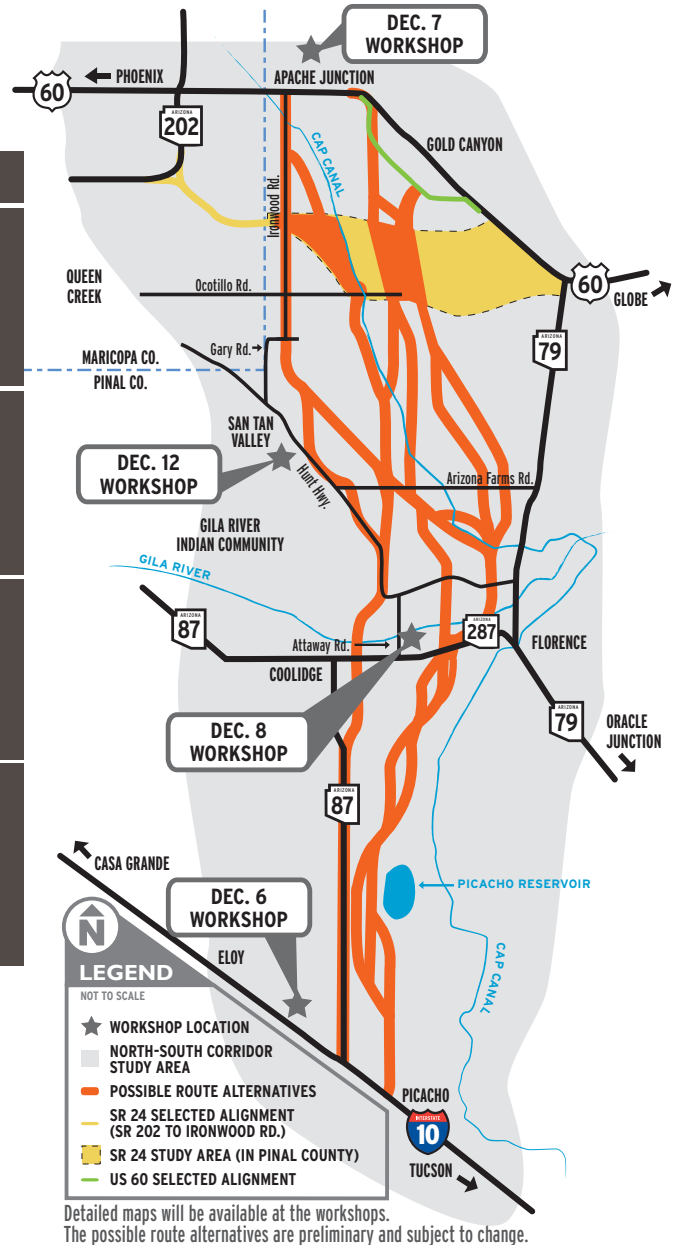 DEC. 7
WORKSHOP
PHOENIX
60
APACHE JUNCTION
ARIZONA
202
GOLD CANYON
CAP CANAL
Ironwood Rd.
QUEEN
CREEK
Ocotillo Rd.
60
GLOBE
Gary Rd.
ARIZONA
79
MARICOPA CO.
PINAL CO.
SAN TAN
VALLEY
DEC. 12
WORKSHOP
Hunt Hwy.
Arizona Farms Rd.
GILA RIVER
INDIAN COMMUNITY
GILA RIVER
ARIZONA
87
Attaway Rd.
ARIZONA
287
FLORENCE
COOLIDGE
DEC. 8
WORKSHOP
ARIZONA
79
ORACLE
JUNCTION
ARIZONA
87
CASA GRANDE
DEC. 6
WORKSHOP
PICACHO RESERVOIR
ELOY
CAP CANAL
N
LEGEND
NOT TO SCALE
WORKSHOP LOCATION
NORTH-SOUTH CORRIDOR
STUDY AREA
POSSIBLE ROUTE ALTERNATIVES
SR 24 SELECTED ALIGNMENT
(SR 202 TO IRONWOOD RD.)
SR 24 STUDY AREA (IN PINAL COUNTY)
US 60 SELECTED ALIGNMENT
PICACHO
INTERSTATE
10
TUCSON
Detailed maps will be available at the workshops.
The possible route alternatives are preliminary and subject to change.